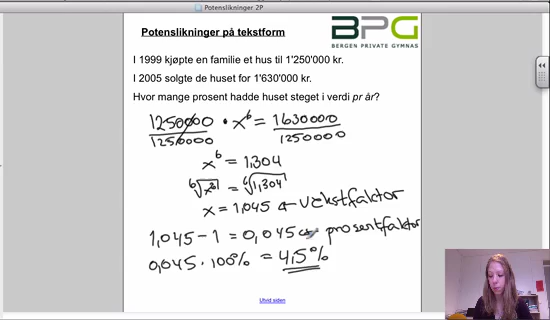 Potenslikninger 2P
Potenslikninger på tekstform
BPG
BERGEN PRIVATE GYMNAS
I 1999 kjøpte en familie et hus til 1'250'000 kr.
I 2005 solgte de huset for 1'630'000 kr.
Hvor mange prosent hadde huset steget i verdi pr år?
1250000/1250000 · x⁶ = 1630000/1250000
x⁶ = 1,304
⁶√x⁶ = ⁶√1,304
x = 1,045 ← Vekstfaktor
1,045 - 1 = 0,045 ← prosentfaktor
0,045 · 100% = 4,5%
Utvid siden